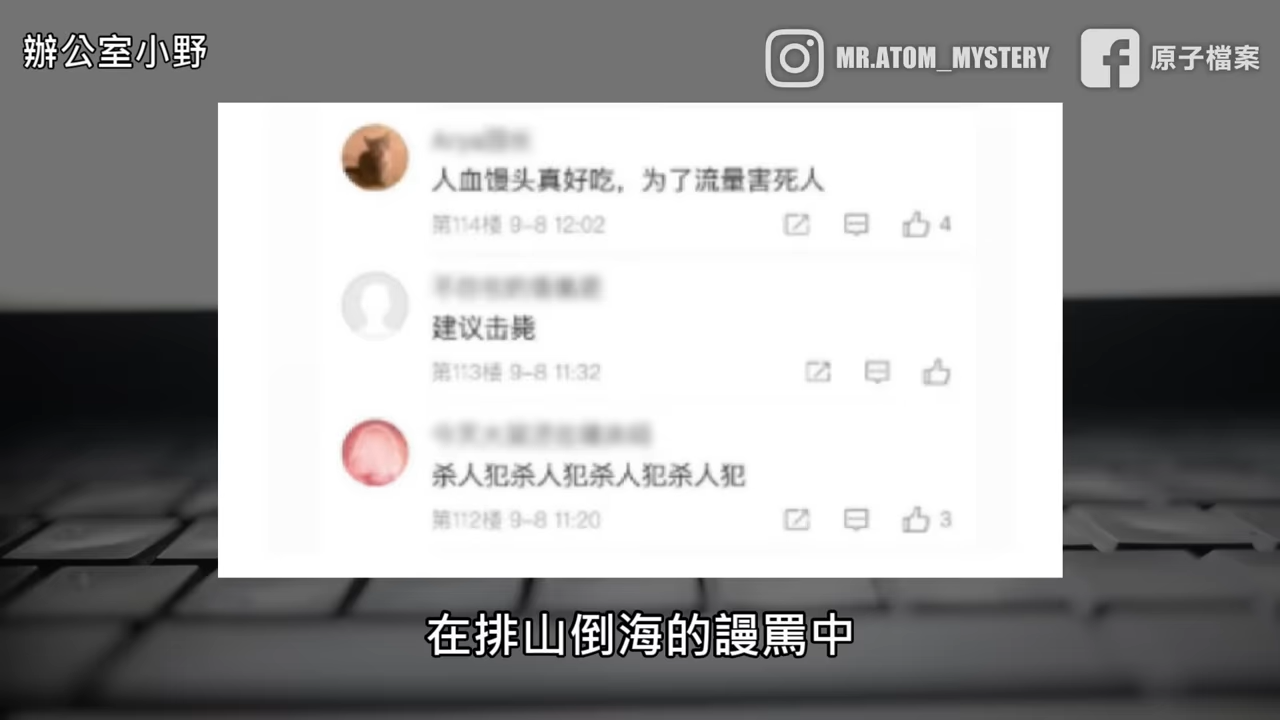 辦公室小野
MR.ATOM_MYSTERY
原子檔案
人血馒头真好吃，为了流量害死人
第114楼 9-8 12:02
4
建议击毙
第113楼 9-8 11:32
杀人犯杀人犯杀人犯杀人犯
第112楼 9-8 11:20
3
在排山倒海的謾罵中